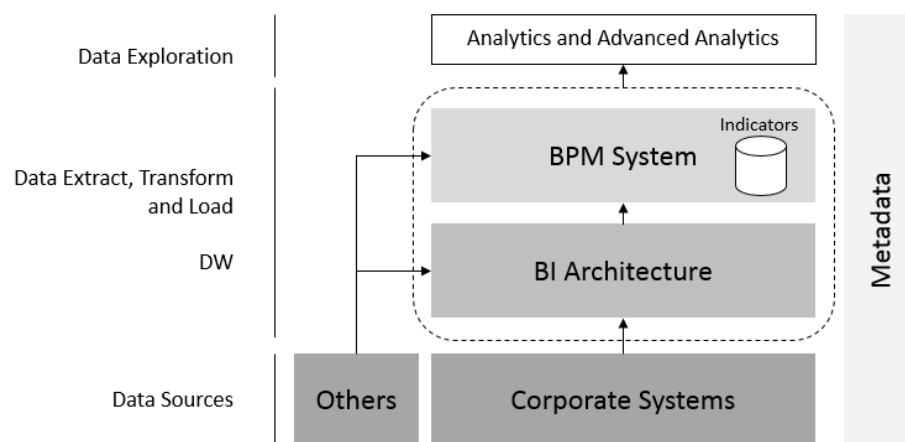 Data Exploration
Analytics and Advanced Analytics
Indicators
BPM System
Data Extract, Transform
and Load
DW
BI Architecture
Metadata
Data Sources
Others
Corporate Systems